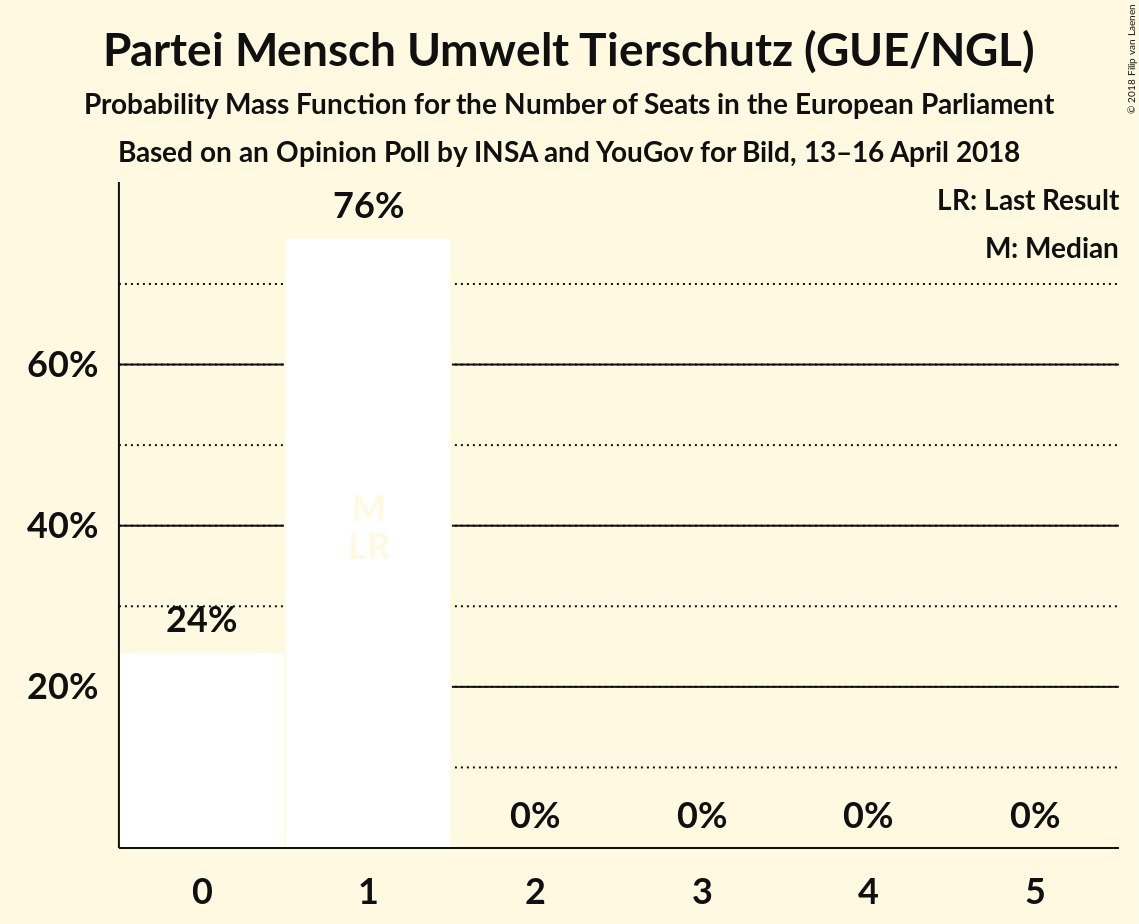 Partei Mensch Umwelt Tierschutz (GUE/NGL)
Probability Mass Function for the Number of Seats in the European Parliament
Based on an Opinion Poll by INSA and YouGov for Bild, 13–16 April 2018
© 2018 Filip van Laenen
LR: Last Result
M: Median
76%
60%
M
40%
LR
24%
20%
0% 0% 0% 0%
0 1 2 3 4 5